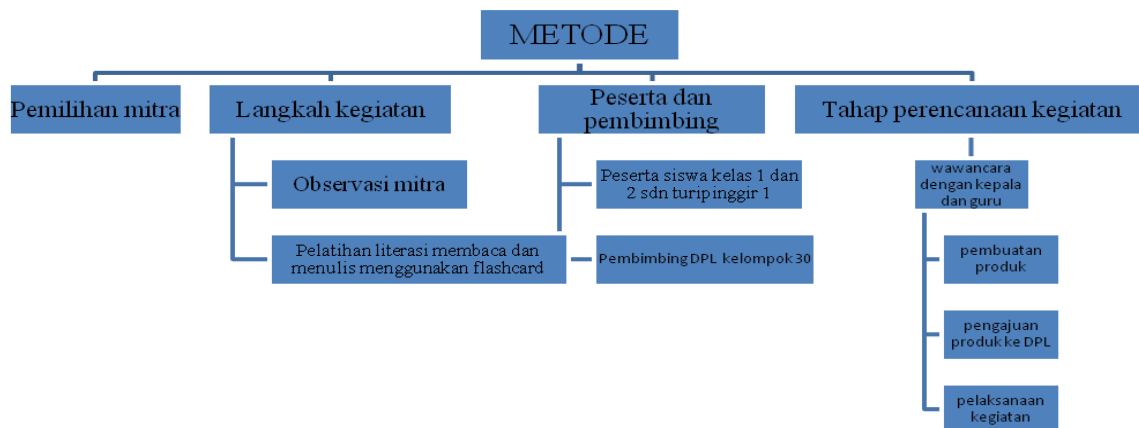 METODE
Pemilihan mitra
Langkah kegiatan
Observasi mitra
Pelatihan literasi membaca dan
menulis menggunakan flashcard
Peserta dan
pembimbing
Peserta siswa kelas 1 dan
2 sdn turipinggir 1
Pembimbing DPL kelompok 30
Tahap perencanaan kegiatan
wawancara
dengan kepala
dan guru
pembuatan
produk
pengajuan
produk ke DPL
pelaksanaan
kegiatan